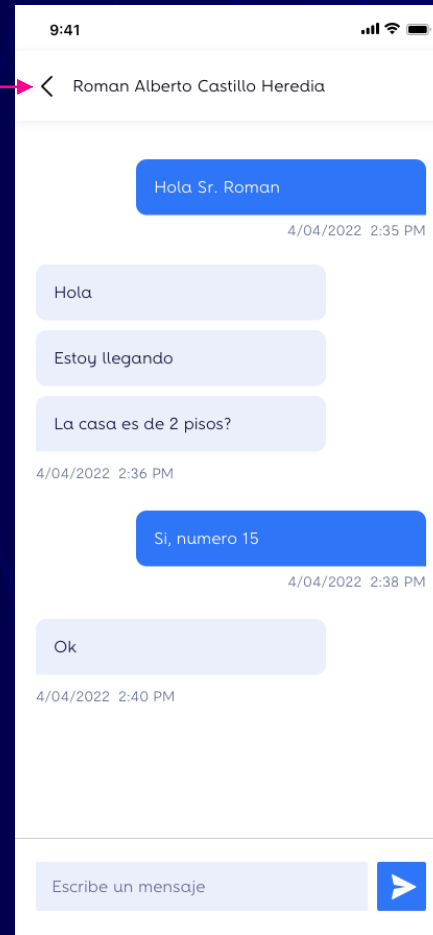 9:41
Roman Alberto Castillo Heredia
Hola Sr. Roman
4/04/2022 2:35 PM
Hola
Estoy llegando
La casa es de 2 pisos?
4/04/2022 2:36 PM
Si, numero 15
4/04/2022 2:38 PM
Ok
4/04/2022 2:40 PM
Escribe un mensaje